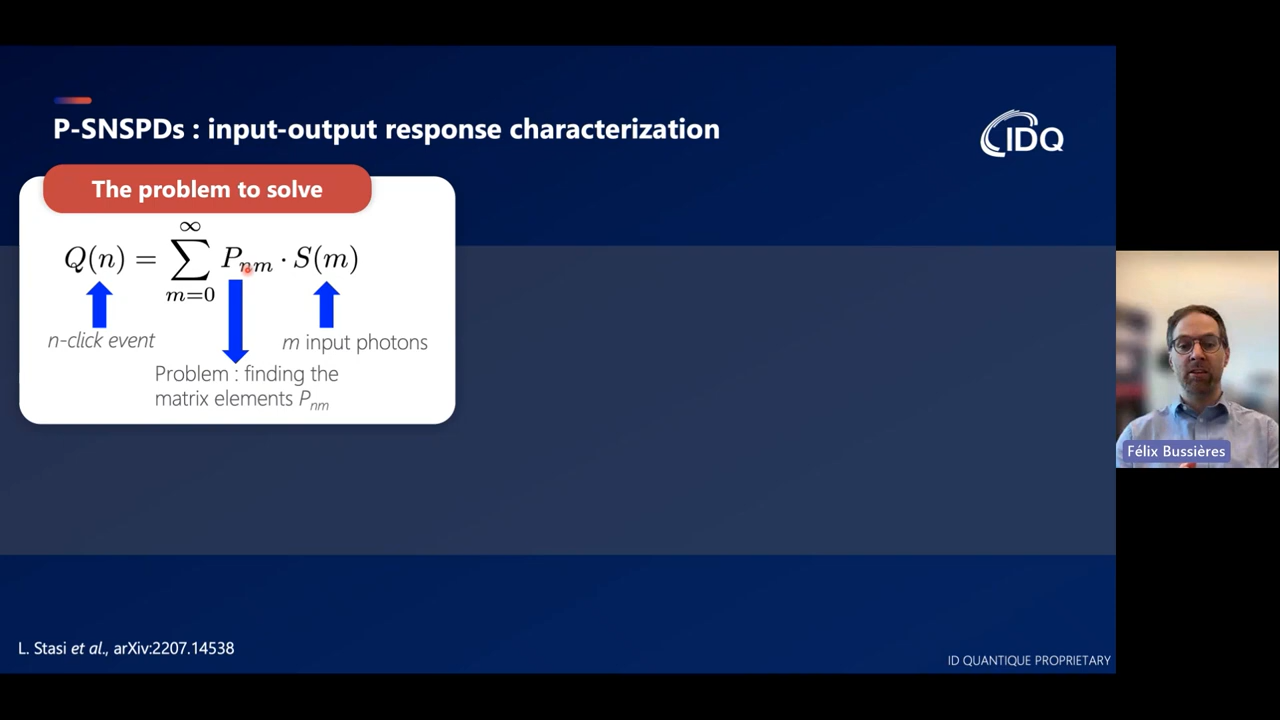 P-SNSPDs : input-output response characterization
IDQ
The problem to solve
Q(n) = ∑_{m=0}^{∞} P_{nm} · S(m)
n-click event
m input photons
Problem : finding the
matrix elements P_{nm}
Félix Bussières
L. Stasi et al., arXiv:2207.14538
ID QUANTIQUE PROPRIETARY